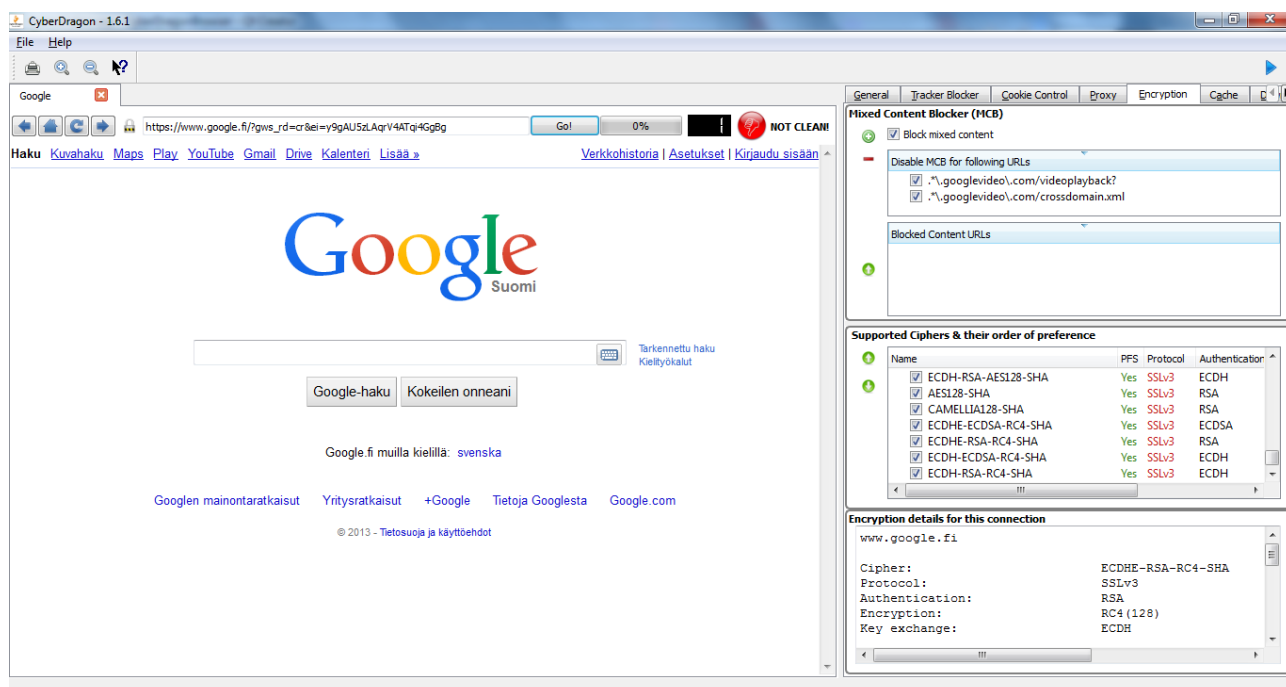 CyberDragon - 1.6.1
File Help
Google
https://www.google.fi/?gws_rd=cr&ei=y9gAU5zLAqrV4ATqi4GgBg Go! 0% NOT CLEAN!
Haku Kuvahaku Maps Play YouTube Gmail Drive Kalenteri Lisää » Verkkohistoria | Asetukset | Kirjaudu sisään
Google
Suomi
Tarkennettu haku
Kielityökalut
Google-haku Kokeilen onneani
Google.fi muilla kielillä: svenska
Googlen mainontaratkaisut Yritysratkaisut +Google Tietoja Googlesta Google.com
© 2013 - Tietosuoja ja käyttöehdot
General Tracker Blocker Cookie Control Proxy Encryption Cache
Mixed Content Blocker (MCB)
Block mixed content
Disable MCB for following URLs
.*\.googlevideo\.com/videoplayback?
.*\.googlevideo\.com/crossdomain.xml
Blocked Content URLs
Supported Ciphers & their order of preference
Name PFS Protocol Authentication
ECDH-RSA-AES128-SHA Yes SSLv3 ECDH
AES128-SHA Yes SSLv3 RSA
CAMELLIA128-SHA Yes SSLv3 RSA
ECDHE-ECDSA-RC4-SHA Yes SSLv3 ECDSA
ECDHE-RSA-RC4-SHA Yes SSLv3 RSA
ECDH-ECDSA-RC4-SHA Yes SSLv3 ECDH
ECDH-RSA-RC4-SHA Yes SSLv3 ECDH
Encryption details for this connection
www.google.fi
Cipher: ECDHE-RSA-RC4-SHA
Protocol: SSLv3
Authentication: RSA
Encryption: RC4(128)
Key exchange: ECDH